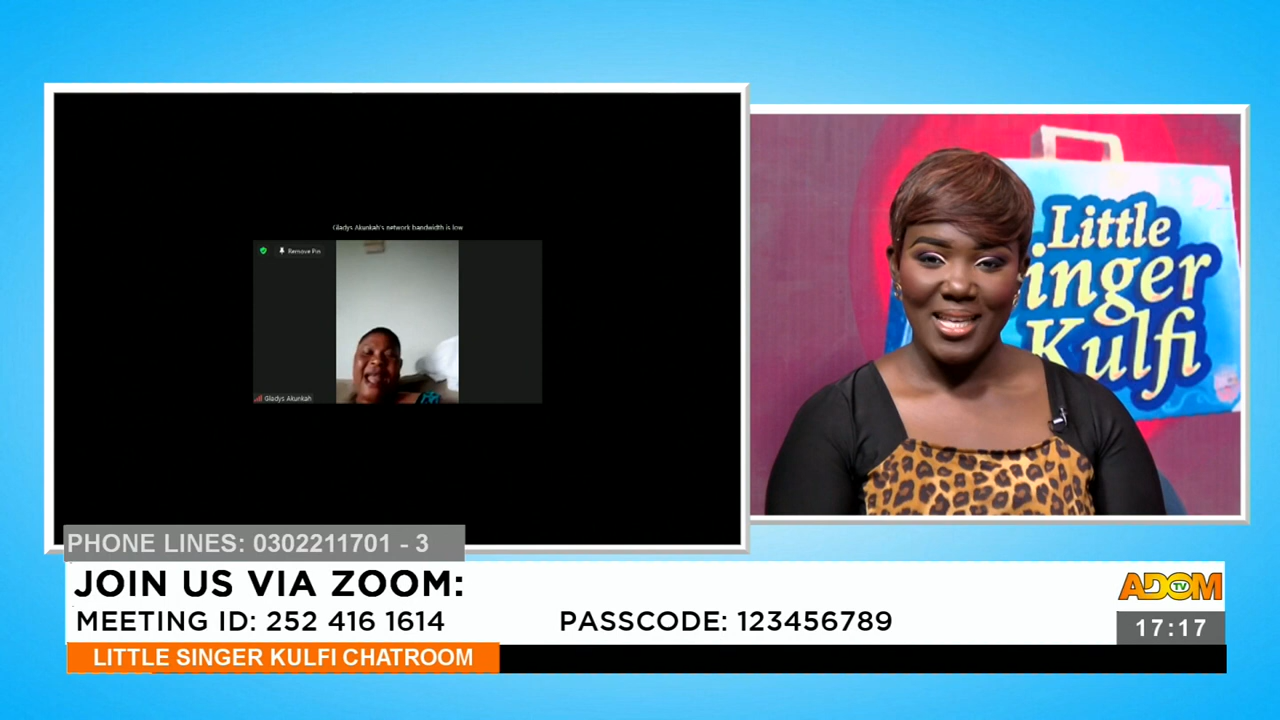 Gladys Akunkah's network bandwidth is low
Remove Pin
Gladys Akunkah
Little
Singer
Kulfi
PHONE LINES: 0302211701 - 3
JOIN US VIA ZOOM:
MEETING ID: 252 416 1614
PASSCODE: 123456789
ADOM
TV
17:17
LITTLE SINGER KULFI CHATROOM